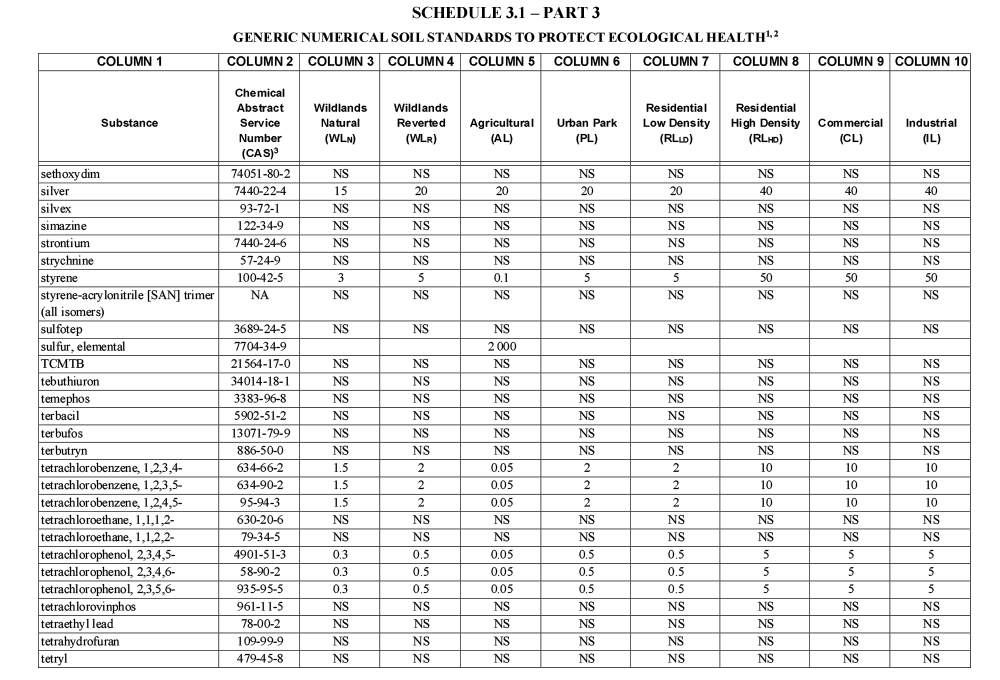 SCHEDULE 3.1 – PART 3
GENERIC NUMERICAL SOIL STANDARDS TO PROTECT ECOLOGICAL HEALTH1, 2
COLUMN 1 COLUMN 2 COLUMN 3 COLUMN 4 COLUMN 5 COLUMN 6 COLUMN 7 COLUMN 8 COLUMN 9 COLUMN 10
Substance Chemical Abstract Service Number (CAS)3 Wildlands Natural (WLN) Wildlands Reverted (WLR) Agricultural (AL) Urban Park (PL) Residential Low Density (RLLD) Residential High Density (RLHD) Commercial (CL) Industrial (IL)
sethoxydim 74051-80-2 NS NS NS NS NS NS NS NS
silver 7440-22-4 15 20 20 20 20 40 40 40
silvex 93-72-1 NS NS NS NS NS NS NS NS
simazine 122-34-9 NS NS NS NS NS NS NS NS
strontium 7440-24-6 NS NS NS NS NS NS NS NS
strychnine 57-24-9 NS NS NS NS NS NS NS NS
styrene 100-42-5 3 5 0.1 5 5 50 50 50
styrene-acrylonitrile [SAN] trimer (all isomers) NA NS NS NS NS NS NS NS NS
sulfotep 3689-24-5 NS NS NS NS NS NS NS NS
sulfur, elemental 7704-34-9 2 000
TCMTB 21564-17-0 NS NS NS NS NS NS NS NS
tebuthiuron 34014-18-1 NS NS NS NS NS NS NS NS
temephos 3383-96-8 NS NS NS NS NS NS NS NS
terbacil 5902-51-2 NS NS NS NS NS NS NS NS
terbufos 13071-79-9 NS NS NS NS NS NS NS NS
terbutryn 886-50-0 NS NS NS NS NS NS NS NS
tetrachlorobenzene, 1,2,3,4- 634-66-2 1.5 2 0.05 2 2 10 10 10
tetrachlorobenzene, 1,2,3,5- 634-90-2 1.5 2 0.05 2 2 10 10 10
tetrachlorobenzene, 1,2,4,5- 95-94-3 1.5 2 0.05 2 2 10 10 10
tetrachloroethane, 1,1,1,2- 630-20-6 NS NS NS NS NS NS NS NS
tetrachloroethane, 1,1,2,2- 79-34-5 NS NS NS NS NS NS NS NS
tetrachlorophenol, 2,3,4,5- 4901-51-3 0.3 0.5 0.05 0.5 0.5 5 5 5
tetrachlorophenol, 2,3,4,6- 58-90-2 0.3 0.5 0.05 0.5 0.5 5 5 5
tetrachlorophenol, 2,3,5,6- 935-95-5 0.3 0.5 0.05 0.5 0.5 5 5 5
tetrachlorovinphos 961-11-5 NS NS NS NS NS NS NS NS
tetraethyl lead 78-00-2 NS NS NS NS NS NS NS NS
tetrahydrofuran 109-99-9 NS NS NS NS NS NS NS NS
tetryl 479-45-8 NS NS NS NS NS NS NS NS